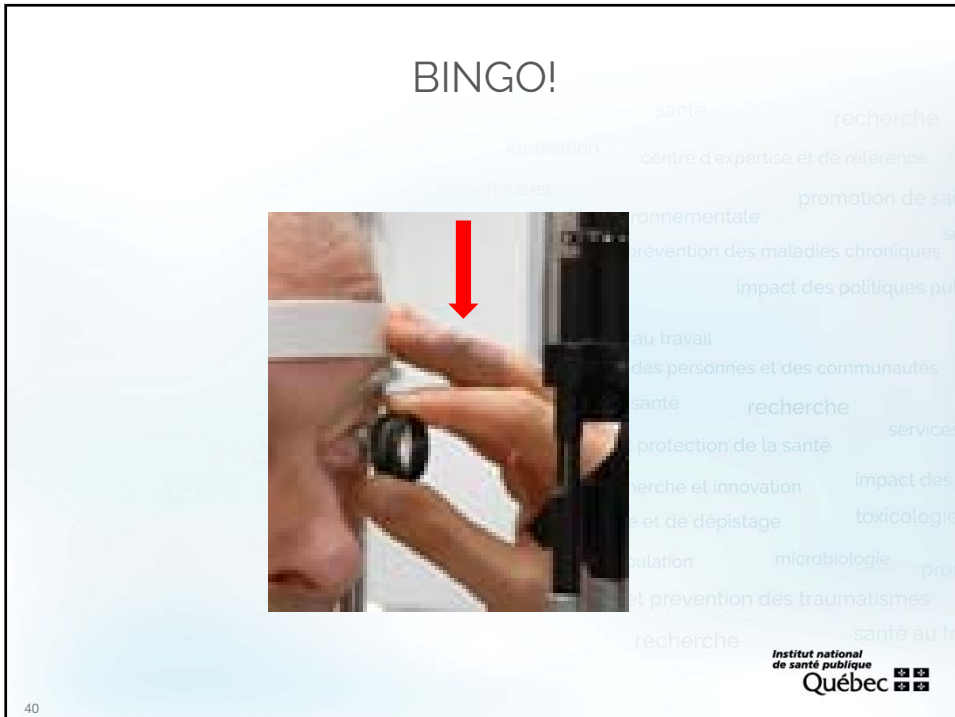 BINGO!
santé
recherche
innovation
centre d'expertise et de référence
promotion de sa
ronnementale
prévention des maladies chroniques
impact des politiques pu
au travail
des personnes et des communautés
santé
recherche
services
protection de la santé
impact des
herche et innovation
e et de dépistage
toxicologie
microbiologie
pulation
et prévention des traumatismes
recherche
santé au tr
Institut national
de santé publique
Québec
40